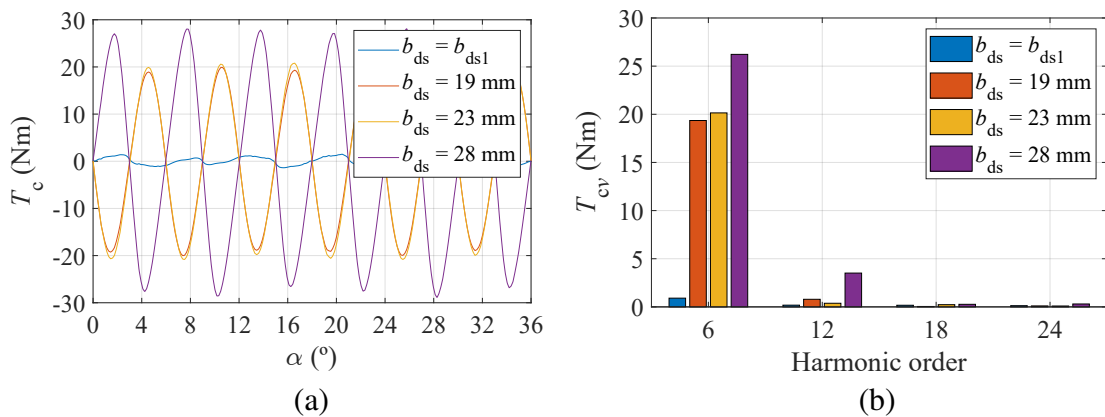 30
20
10
0
-10
-20
-30
T_c (Nm)
0 4 8 12 16 20 24 28 32 36
α (º)
b_ds = b_ds1
b_ds = 19 mm
b_ds = 23 mm
b_ds = 28 mm
(a)
30
25
20
15
10
5
0
T_cv (Nm)
6 12 18 24
Harmonic order
b_ds = b_ds1
b_ds = 19 mm
b_ds = 23 mm
b_ds = 28 mm
(b)